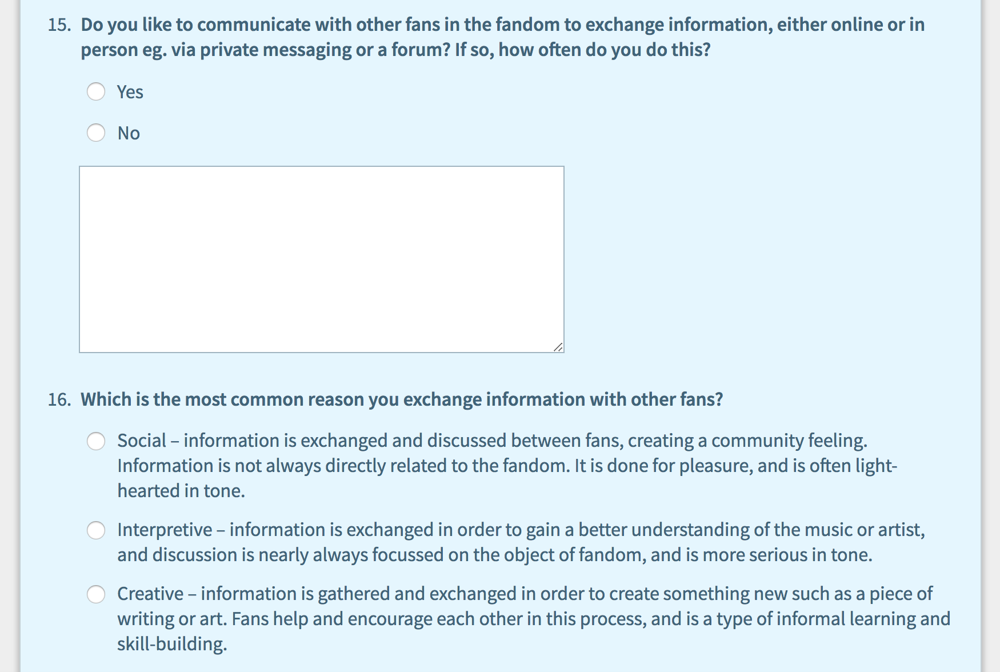 15. Do you like to communicate with other fans in the fandom to exchange information, either online or in
person eg. via private messaging or a forum? If so, how often do you do this?
Yes
No
16. Which is the most common reason you exchange information with other fans?
Social – information is exchanged and discussed between fans, creating a community feeling.
Information is not always directly related to the fandom. It is done for pleasure, and is often light-
hearted in tone.
Interpretive – information is exchanged in order to gain a better understanding of the music or artist,
and discussion is nearly always focussed on the object of fandom, and is more serious in tone.
Creative – information is gathered and exchanged in order to create something new such as a piece of
writing or art. Fans help and encourage each other in this process, and is a type of informal learning and
skill-building.